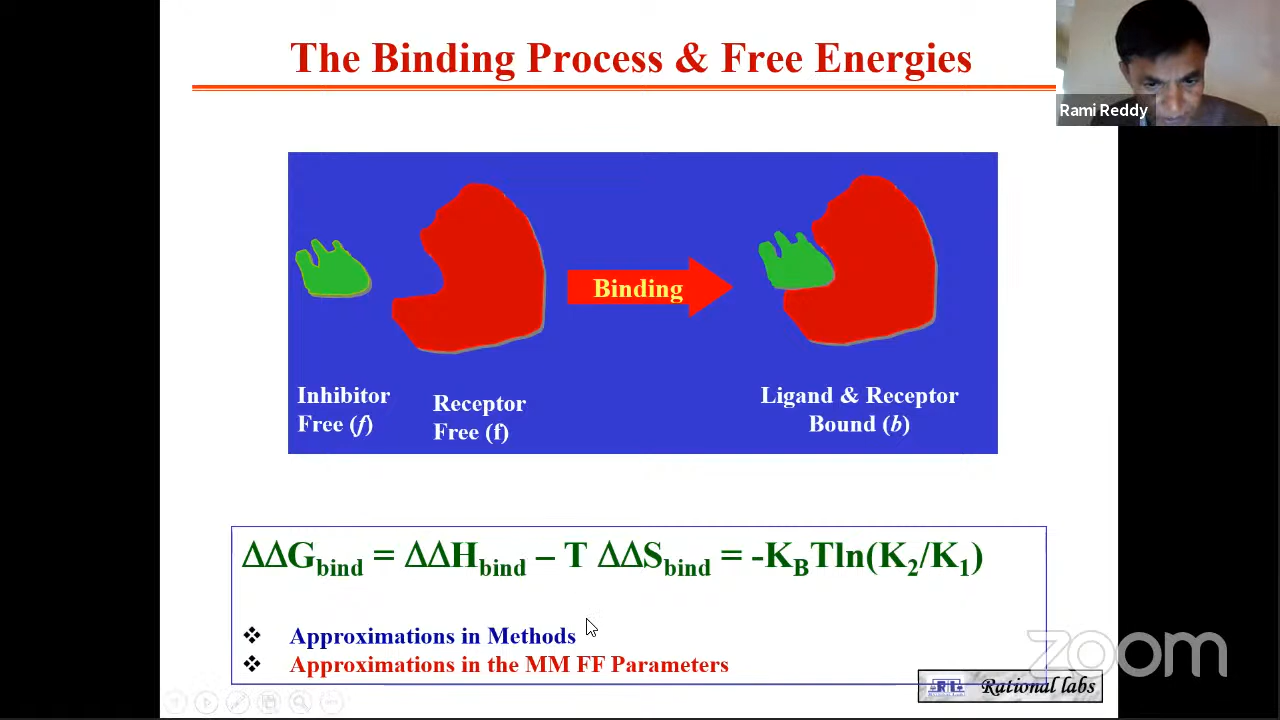 The Binding Process & Free Energies
Rami Reddy
Binding
Inhibitor
Free (f)
Receptor
Free (f)
Ligand & Receptor
Bound (b)
ΔΔGbind = ΔΔHbind – T ΔΔSbind = -KBTln(K2/K1)
❖ Approximations in Methods
❖ Approximations in the MM FF Parameters
zoom
RL
Rational labs